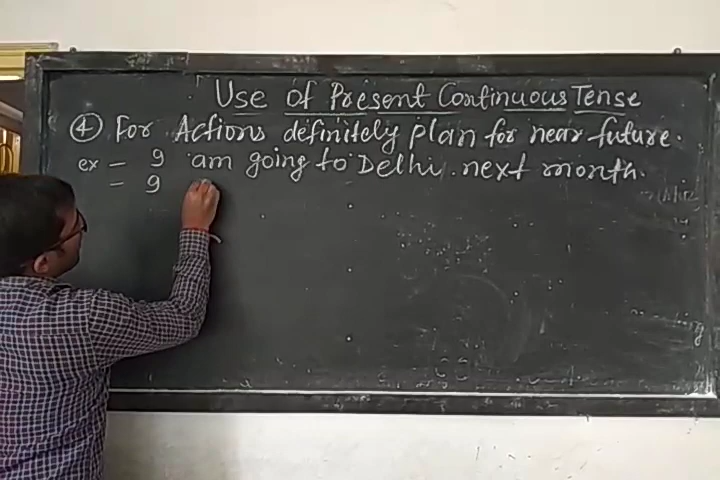 Use of Present Continuous Tense
④ For Actions definitely plan for near future.
ex – I am going to Delhi. next month.
= I